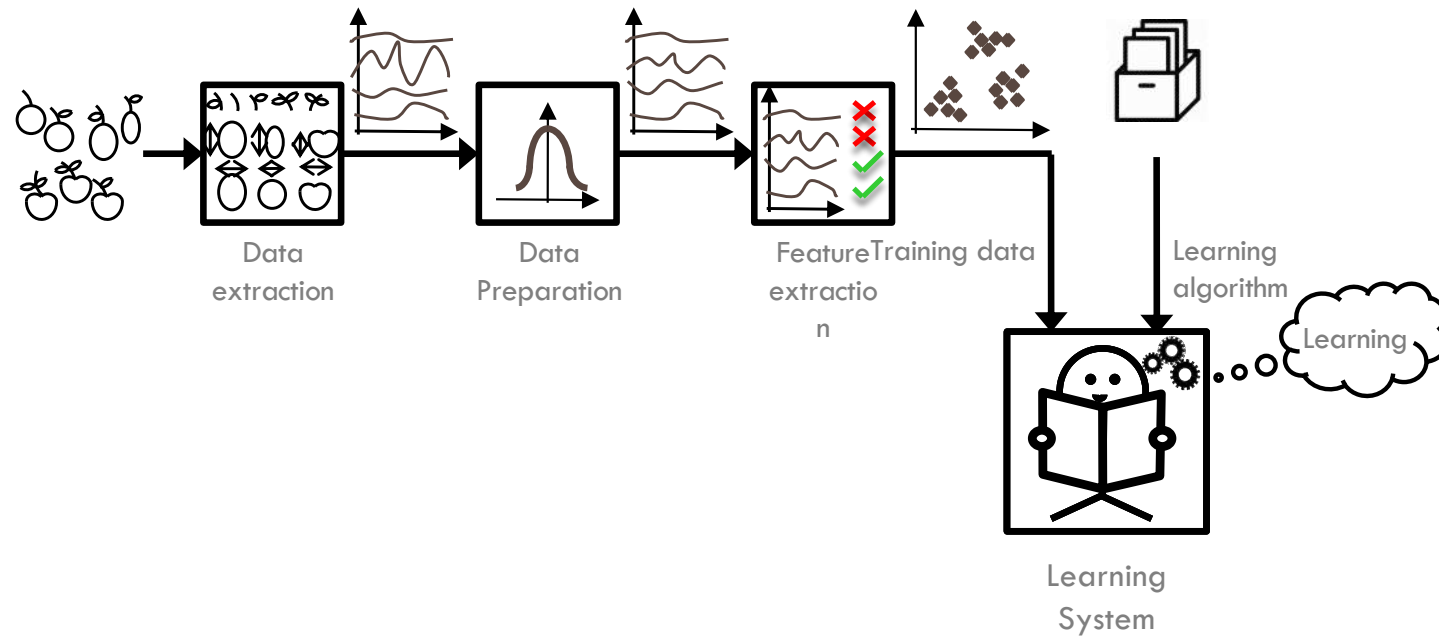 Data
extraction
Data
Preparation
Feature
extractio
n
Training data
Learning
algorithm
Learning
Learning
System